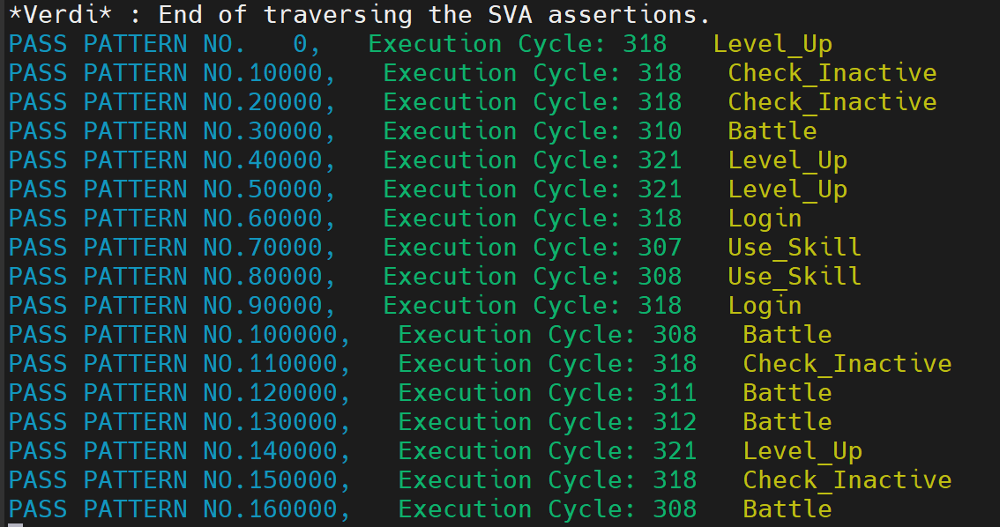 *Verdi* : End of traversing the SVA assertions.
PASS PATTERN NO.   0,   Execution Cycle: 318   Level_Up
PASS PATTERN NO.10000,   Execution Cycle: 318   Check_Inactive
PASS PATTERN NO.20000,   Execution Cycle: 318   Check_Inactive
PASS PATTERN NO.30000,   Execution Cycle: 310   Battle
PASS PATTERN NO.40000,   Execution Cycle: 321   Level_Up
PASS PATTERN NO.50000,   Execution Cycle: 321   Level_Up
PASS PATTERN NO.60000,   Execution Cycle: 318   Login
PASS PATTERN NO.70000,   Execution Cycle: 307   Use_Skill
PASS PATTERN NO.80000,   Execution Cycle: 308   Use_Skill
PASS PATTERN NO.90000,   Execution Cycle: 318   Login
PASS PATTERN NO.100000,   Execution Cycle: 308   Battle
PASS PATTERN NO.110000,   Execution Cycle: 318   Check_Inactive
PASS PATTERN NO.120000,   Execution Cycle: 311   Battle
PASS PATTERN NO.130000,   Execution Cycle: 312   Battle
PASS PATTERN NO.140000,   Execution Cycle: 321   Level_Up
PASS PATTERN NO.150000,   Execution Cycle: 318   Check_Inactive
PASS PATTERN NO.160000,   Execution Cycle: 308   Battle